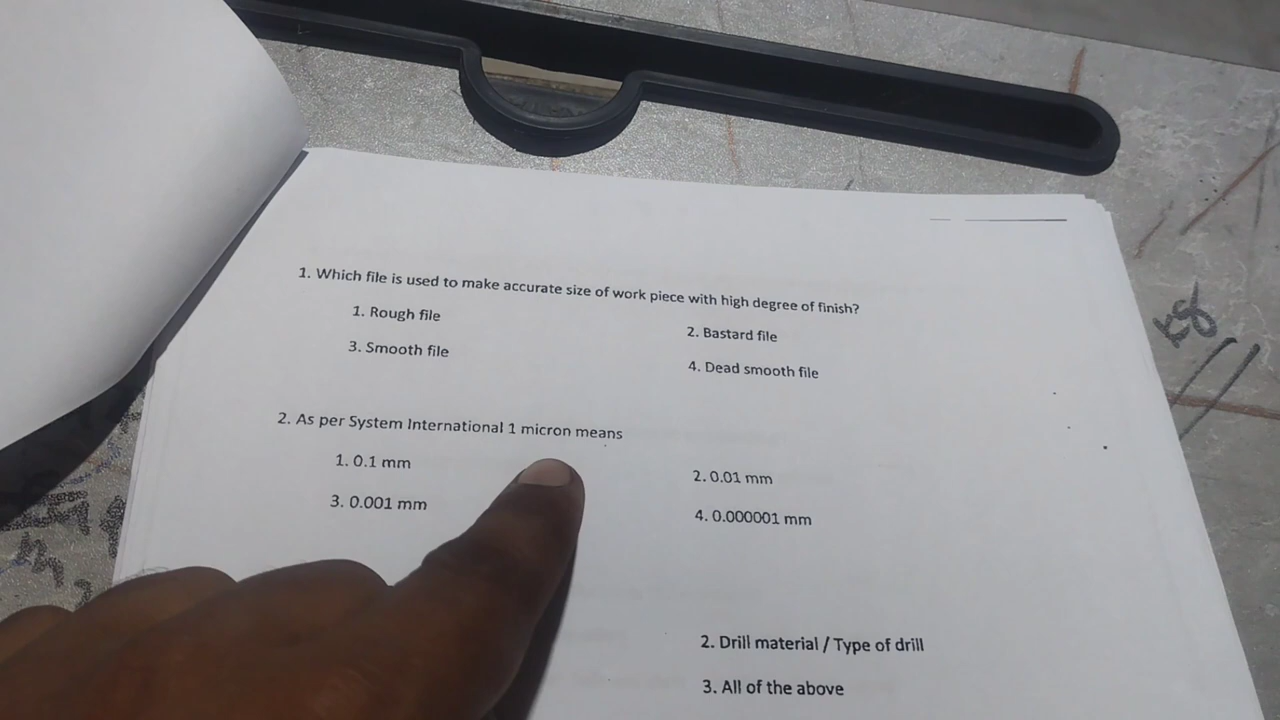 1. Which file is used to make accurate size of work piece with high degree of finish?
1. Rough file
2. Bastard file
3. Smooth file
4. Dead smooth file
2. As per System International 1 micron means
1. 0.1 mm
2. 0.01 mm
3. 0.001 mm
4. 0.000001 mm
2. Drill material / Type of drill
3. All of the above